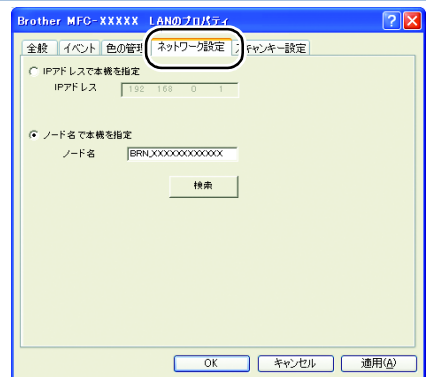 Brother MFC-XXXXX LANのプロパティ
全般 イベント 色の管理 ネットワーク設定 スキャンキー設定
IPアドレスで本機を指定
IPアドレス 192 168 0 1
ノード名で本機を指定
ノード名 BRN_XXXXXXXXXXXX
検索
OK キャンセル 適用(A)